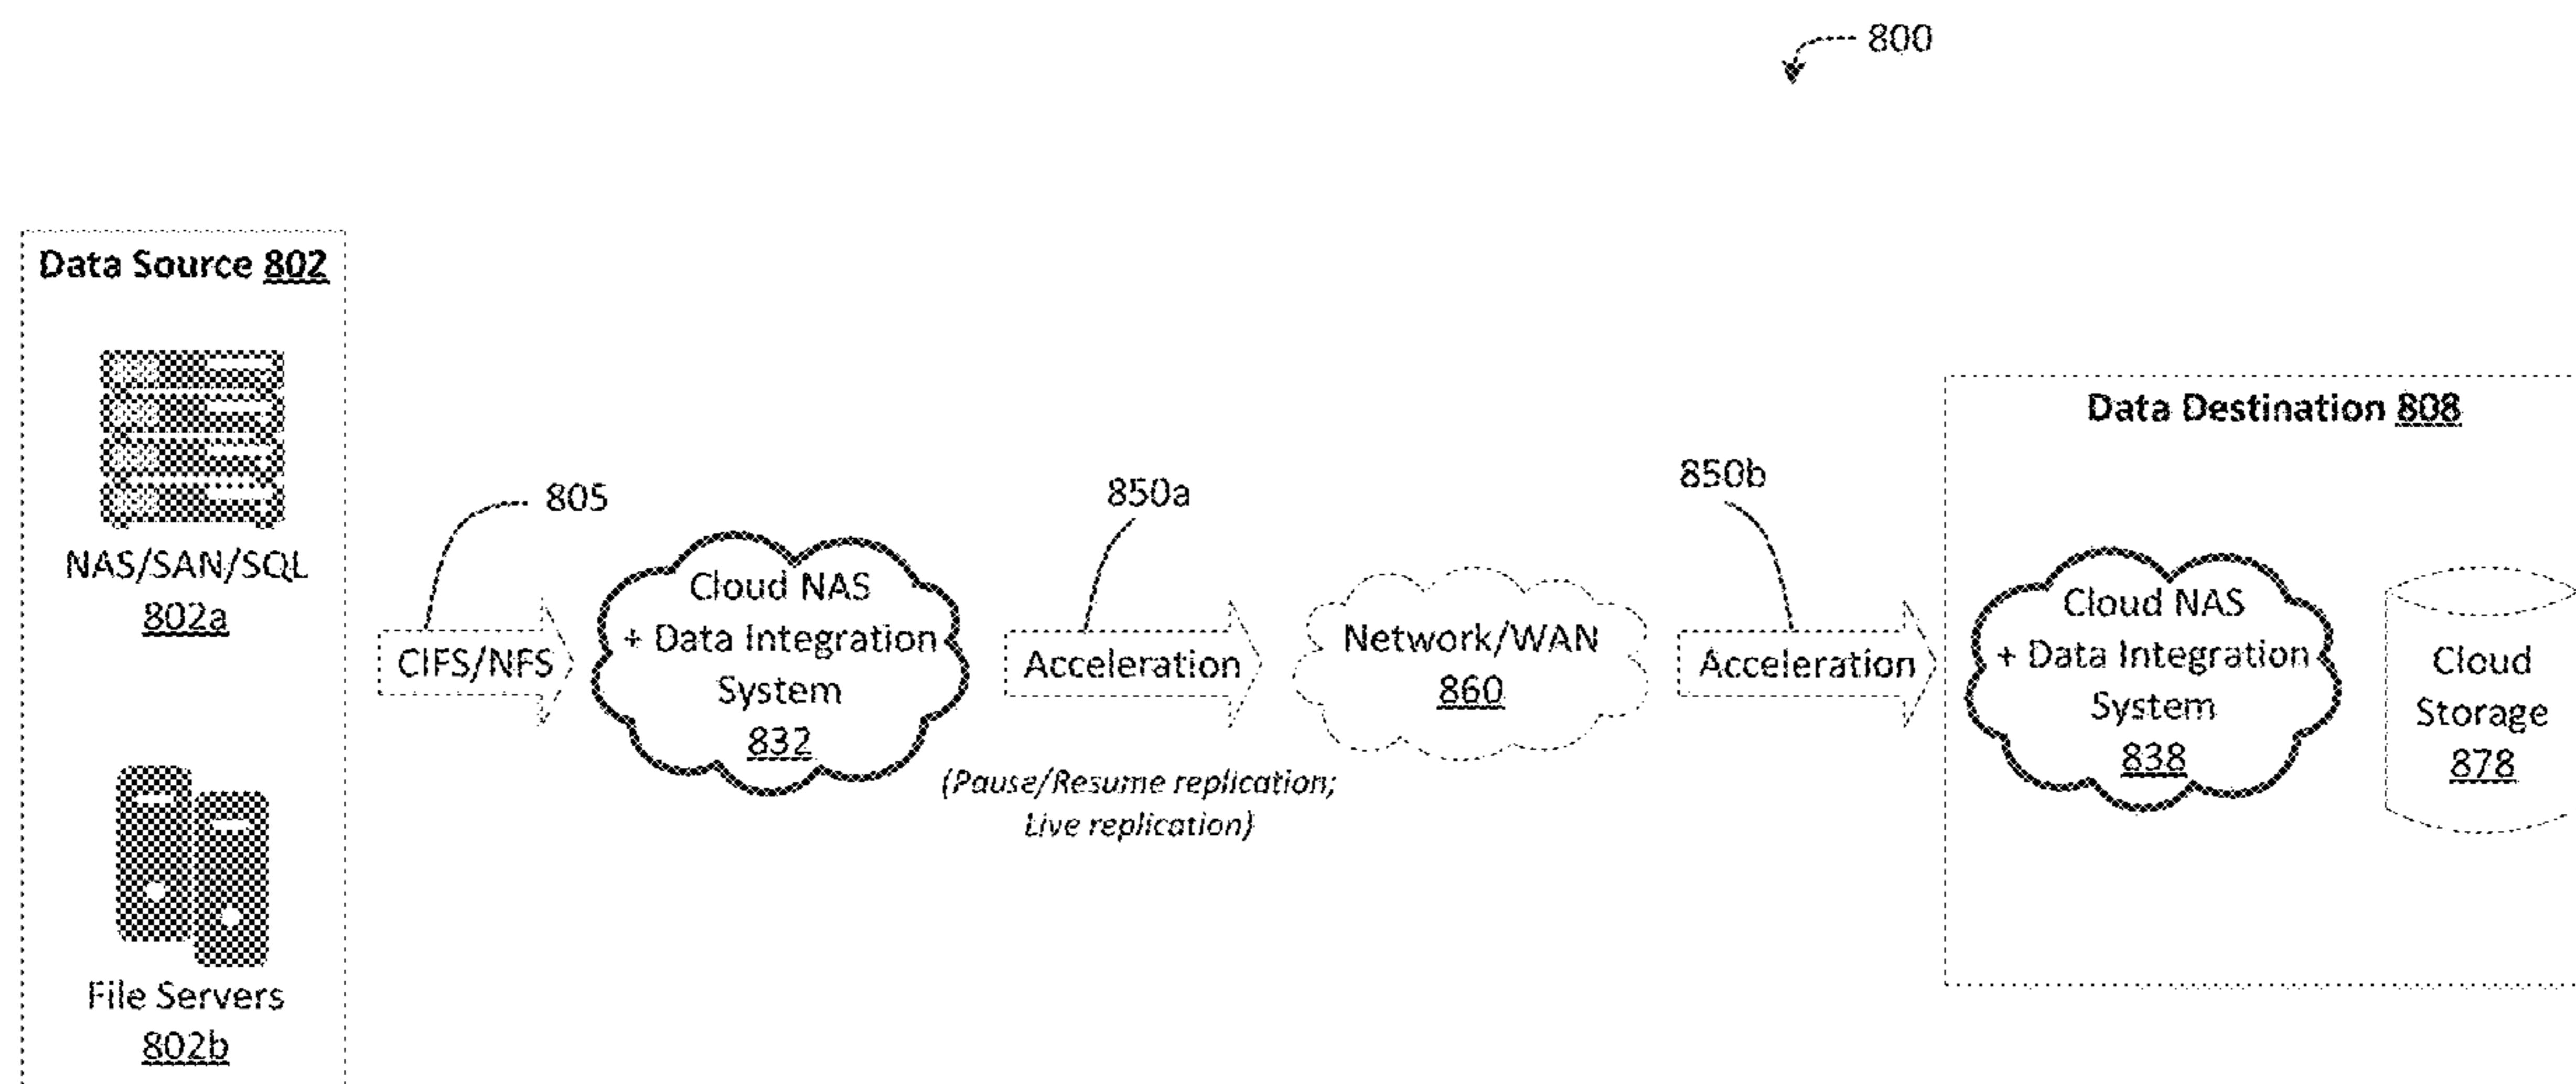 800
Data Source 802
NAS/SAN/SQL
802a
File Servers
802b
805
CIFS/NFS
Cloud NAS
+ Data Integration
System
832
850a
Acceleration
(Pause/Resume replication;
Live replication)
Network/WAN
860
850b
Acceleration
Data Destination 808
Cloud NAS
+ Data Integration
System
838
Cloud
Storage
878